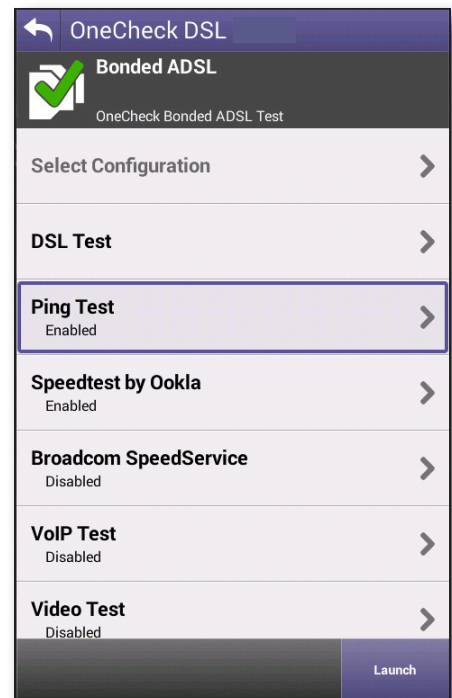 OneCheck DSL
Bonded ADSL
OneCheck Bonded ADSL Test
Select Configuration
DSL Test
Ping Test
Enabled
Speedtest by Ookla
Enabled
Broadcom SpeedService
Disabled
VoIP Test
Disabled
Video Test
Disabled
Launch